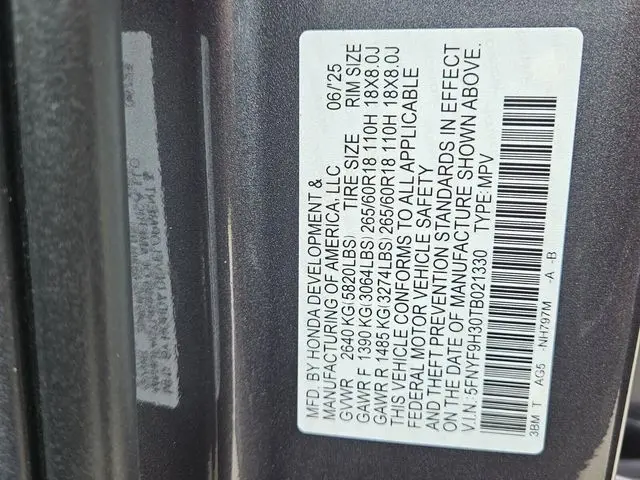 MFD. BY HONDA DEVELOPMENT &
MANUFACTURING OF AMERICA, LLC 06/'25
GVWR 2640 KG(5820LBS) TIRE SIZE RIM SIZE
GAWR F 1390 KG(3064LBS)265/60R18 110H 18X8.0J
GAWR R 1485 KG(3274LBS)265/60R18 110H 18X8.0J
THIS VEHICLE CONFORMS TO ALL APPLICABLE
FEDERAL MOTOR VEHICLE SAFETY
AND THEFT PREVENTION STANDARDS IN EFFECT
ON THE DATE OF MANUFACTURE SHOWN ABOVE.
V.I.N: 5FNYF9H30TB021330 TYPE: MPV
3BM T AG5 -NH797M -A -B